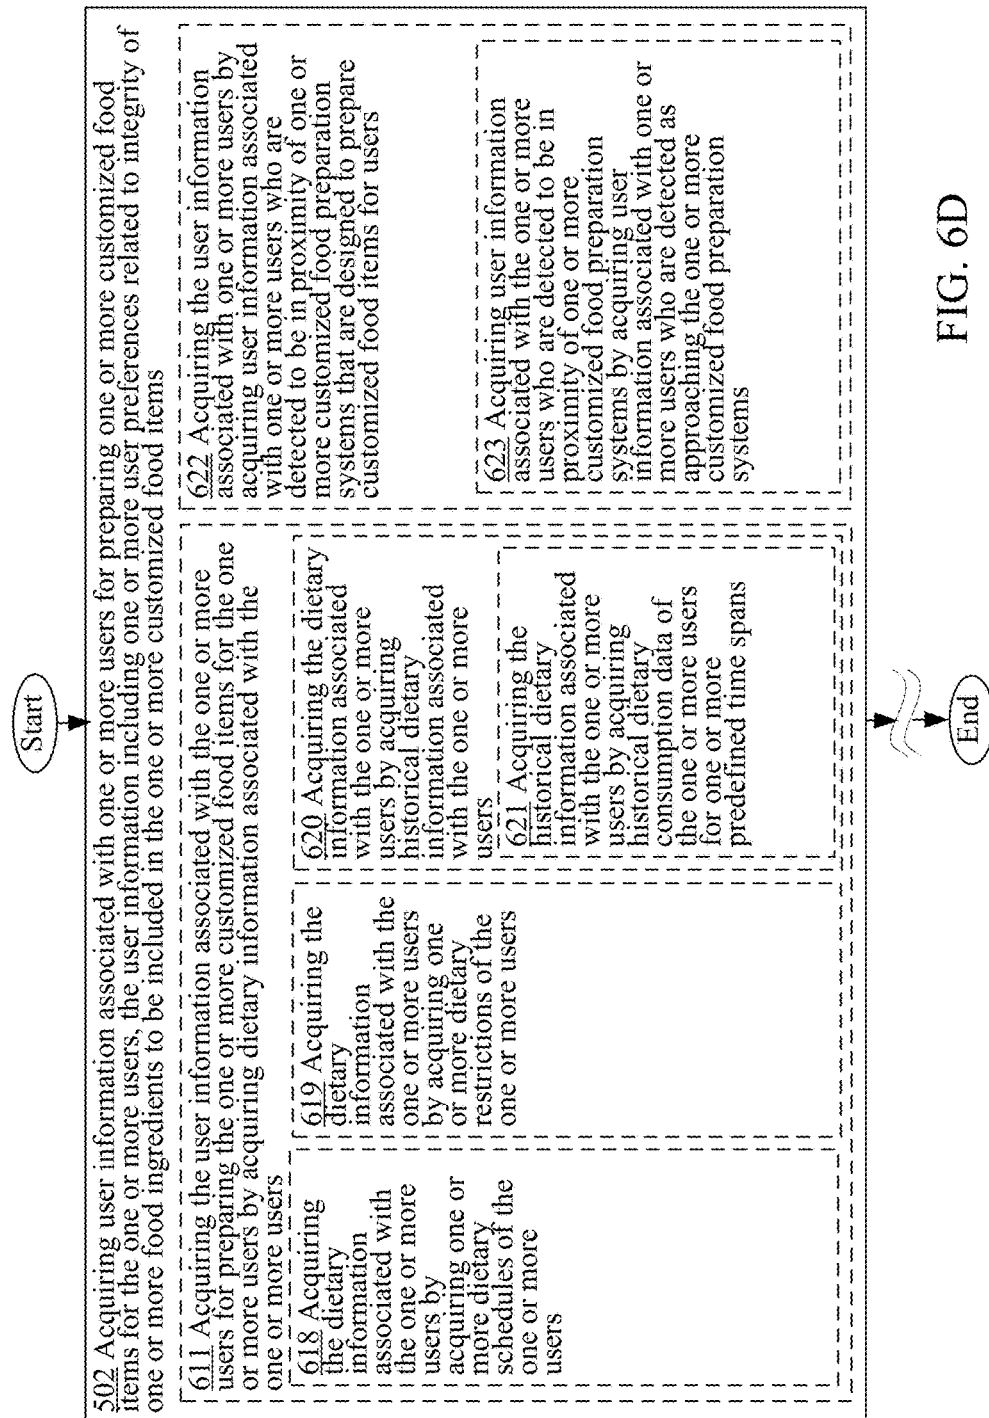 Start
502 Acquiring user information associated with one or more users for preparing one or more customized food
items for the one or more users, the user information including one or more user preferences related to integrity of
one or more food ingredients to be included in the one or more customized food items
611 Acquiring the user information associated with the one or more
users for preparing the one or more customized food items for the one
or more users by acquiring dietary information associated with the
one or more users
618 Acquiring
the dietary
information
associated with
the one or more
users by
acquiring one or
more dietary
schedules of the
one or more
users
619 Acquiring the
dietary
information
associated with the
one or more users
by acquiring one
or more dietary
restrictions of the
one or more users
620 Acquiring the dietary
information associated
with the one or more
users by acquiring
historical dietary
information associated
with the one or more
users
621 Acquiring the
historical dietary
information associated
with the one or more
users by acquiring
historical dietary
consumption data of
the one or more users
for one or more
predefined time spans
622 Acquiring the user information
associated with one or more users by
acquiring user information associated
with one or more users who are
detected to be in proximity of one or
more customized food preparation
systems that are designed to prepare
customized food items for users
623 Acquiring user information
associated with the one or more
users who are detected to be in
proximity of one or more
customized food preparation
systems by acquiring user
information associated with one or
more users who are detected as
approaching the one or more
customized food preparation
systems
End
FIG. 6D